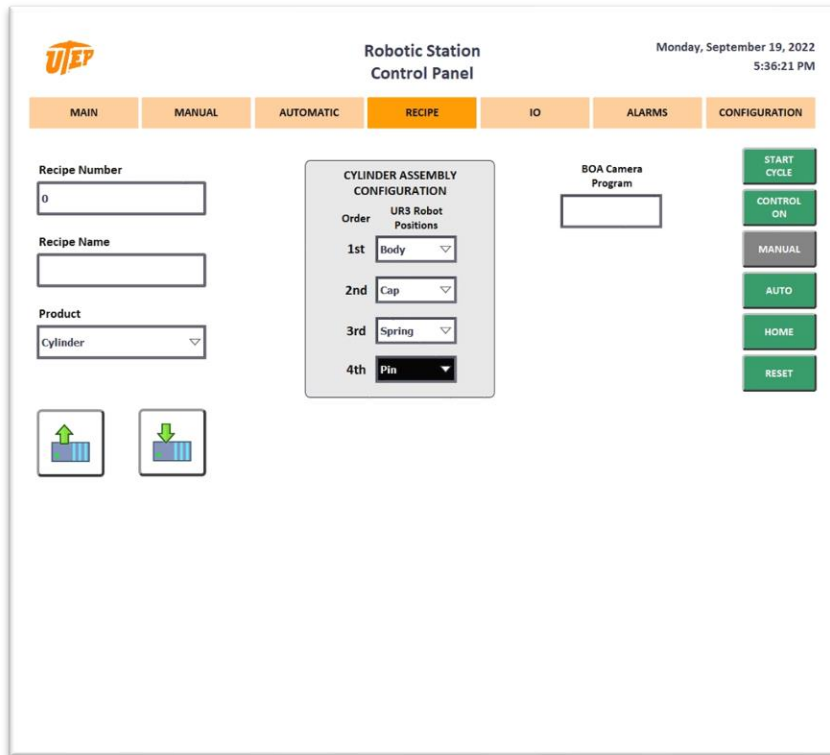 UTEP
Robotic Station
Control Panel
Monday, September 19, 2022
5:36:21 PM
MAIN
MANUAL
AUTOMATIC
RECIPE
IO
ALARMS
CONFIGURATION
Recipe Number
0
Recipe Name
Product
Cylinder
CYLINDER ASSEMBLY
CONFIGURATION
Order
UR3 Robot
Positions
1st Body
2nd Cap
3rd Spring
4th Pin
BOA Camera
Program
START
CYCLE
CONTROL
ON
MANUAL
AUTO
HOME
RESET